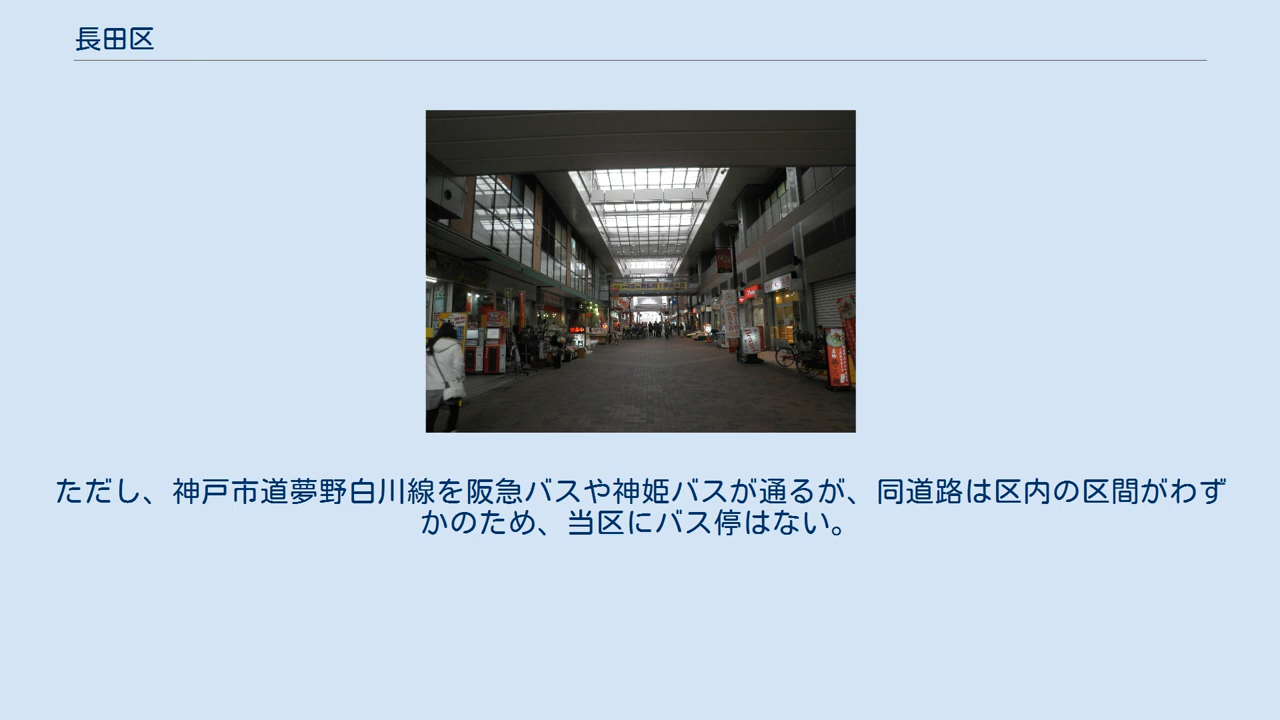 長田区
ただし、神戸市道夢野白川線を阪急バスや神姫バスが通るが、同道路は区内の区間がわず
かのため、当区にバス停はない。